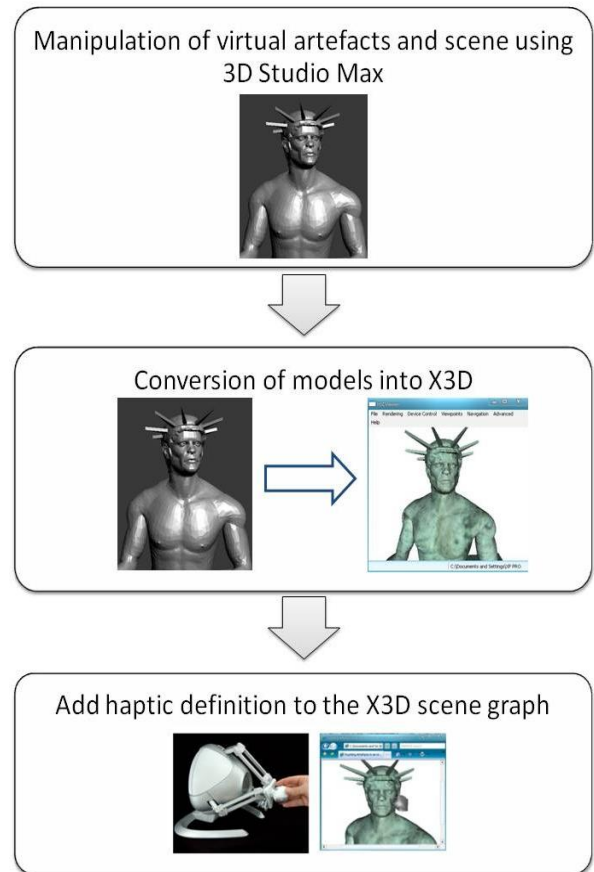 Manipulation of virtual artefacts and scene using
3D Studio Max
Conversion of models into X3D
File Rendering Device Control Viewpoints Navigation Advanced
Help
Add haptic definition to the X3D scene graph